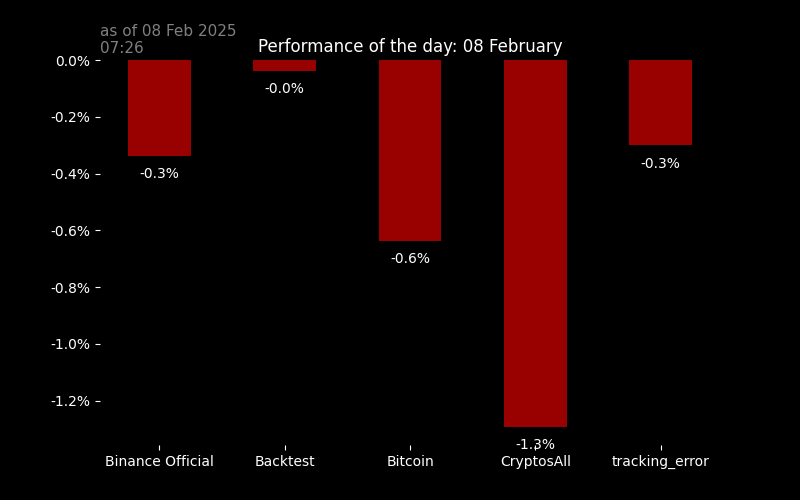 as of 08 Feb 2025
07:26
Performance of the day: 08 February
0.0%
-0.2%
-0.4%
-0.6%
-0.8%
-1.0%
-1.2%
-0.3%
-0.0%
-0.6%
-1.3%
-0.3%
Binance Official
Backtest
Bitcoin
CryptosAll
tracking_error